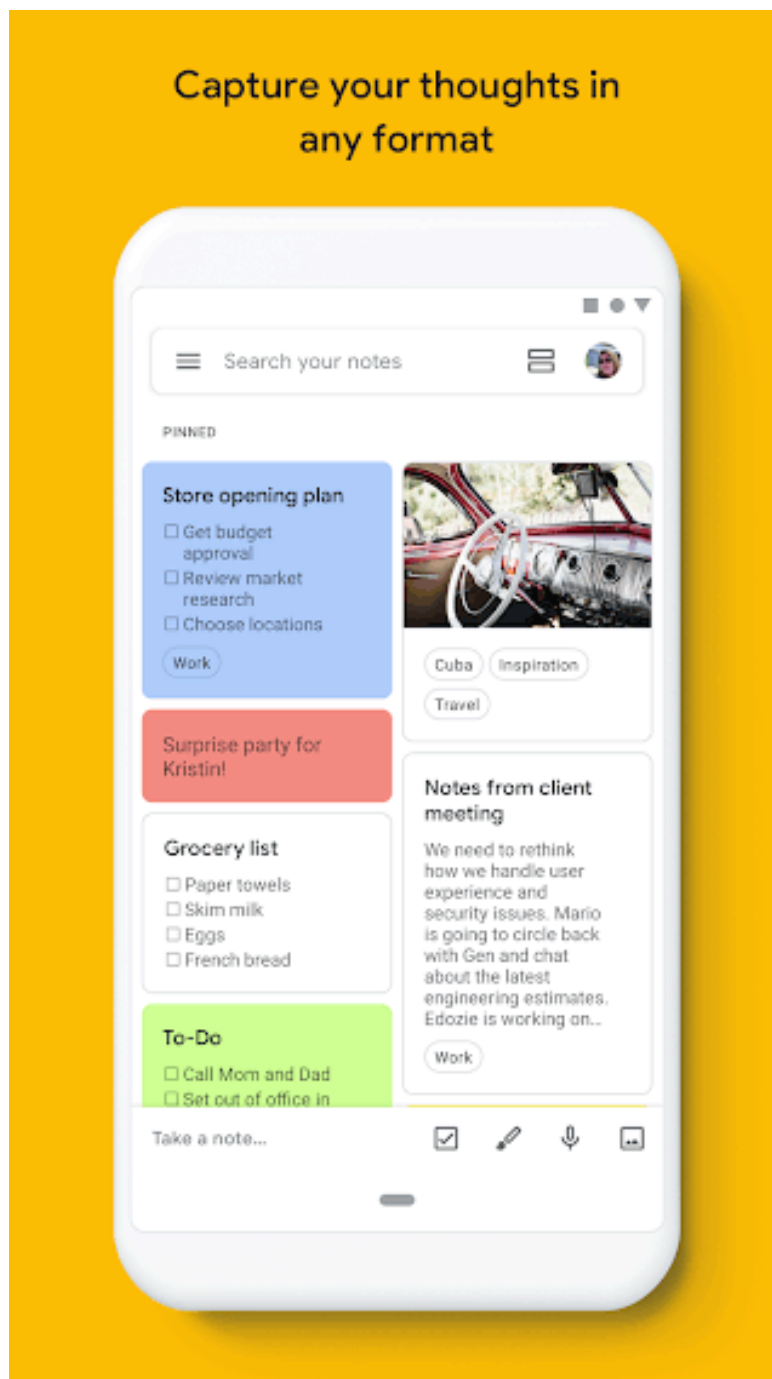 Capture your thoughts in
any format
Search your notes
PINNED
Store opening plan
Get budget
approval
Review market
research
Choose locations
Work
Surprise party for
Kristin!
Grocery list
Paper towels
Skim milk
Eggs
French bread
To-Do
Call Mom and Dad
Set out of office in
Cuba
Inspiration
Travel
Notes from client
meeting
We need to rethink
how we handle user
experience and
security issues. Mario
is going to circle back
with Gen and chat
about the latest
engineering estimates.
Edozie is working on...
Work
Take a note...